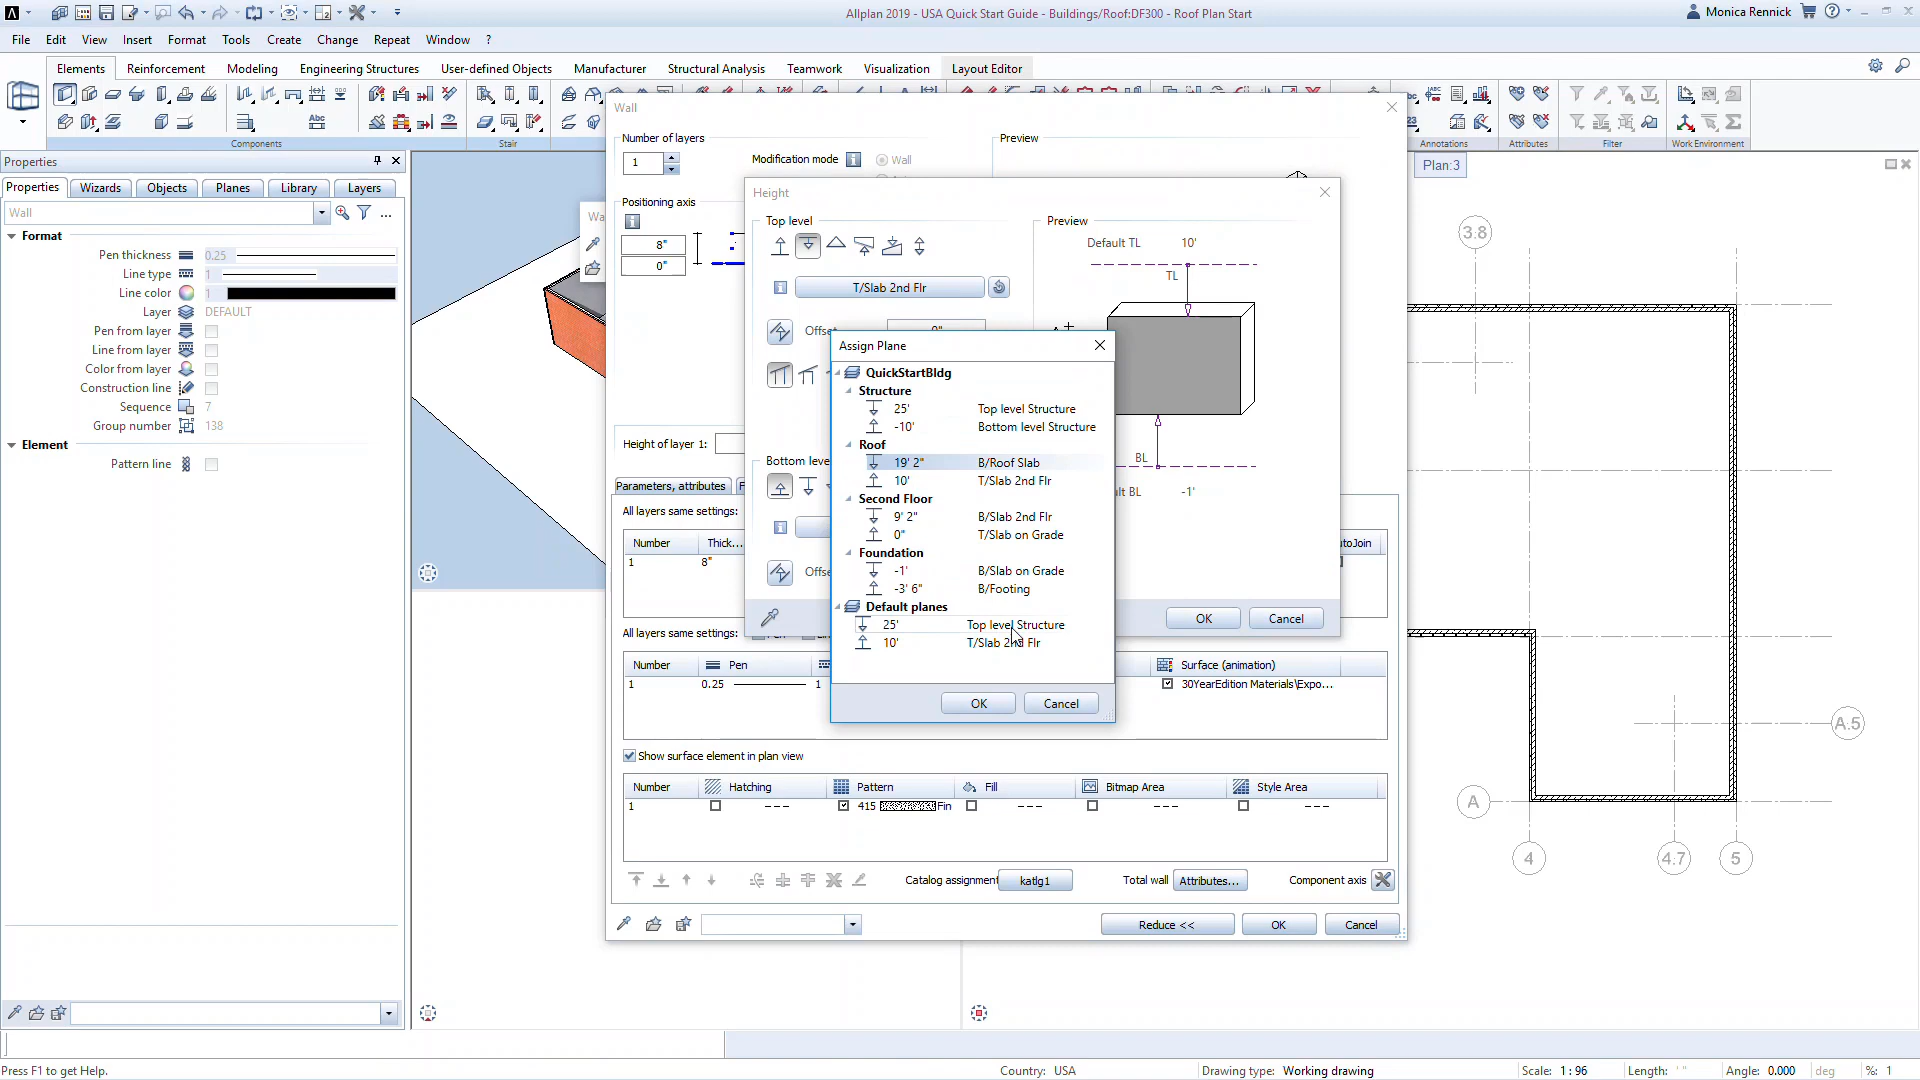 Allplan 2019 - USA Quick Start Guide - Buildings/Roof:DF300 - Roof Plan Start
Monica Rennick
File Edit View Insert Format Tools Create Change Repeat Window ?
Elements Reinforcement Modeling Engineering Structures User-defined Objects Manufacturer Structural Analysis Teamwork Visualization Layout Editor
Components Stair Annotations Attributes Filter Work Environment
Properties
Properties Wizards Objects Planes Library Layers
Wall
Format
Pen thickness 0.25
Line type 1
Line color 1
Layer DEFAULT
Pen from layer
Line from layer
Color from layer
Construction line
Sequence 7
Group number 138
Element
Pattern line
Plan:3
3:8
A.5
A
4 4:7 5
Wall
Number of layers
1
Modification mode
Wall
Preview
Positioning axis
8"
0"
Height of layer 1:
Parameters, attributes
All layers same settings:
Number Thick...
1 8"
All layers same settings: Pen
Number Pen
1 0.25 1
Surface (animation)
30YearEdition Materials\Expo...
Show surface element in plan view
Number Hatching Pattern Fill Bitmap Area Style Area
1 415 Fin
Catalog assignment katlg1
Total wall Attributes...
Component axis
Reduce << OK Cancel
Height
Top level
Preview
T/Slab 2nd Flr
Default TL 10'
TL
BL
-1'
OK Cancel
Assign Plane
QuickStartBldg
Structure
25' Top level Structure
-10' Bottom level Structure
Roof
19' 2" B/Roof Slab
10' T/Slab 2nd Flr
Second Floor
9' 2" B/Slab 2nd Flr
0" T/Slab on Grade
Foundation
-1' B/Slab on Grade
-3' 6" B/Footing
Default planes
25' Top level Structure
10' T/Slab 2nd Flr
OK Cancel
Press F1 to get Help.
Country: USA
Drawing type: Working drawing
Scale: 1 : 96
Length: ' "
Angle: 0.000 deg
%: 1